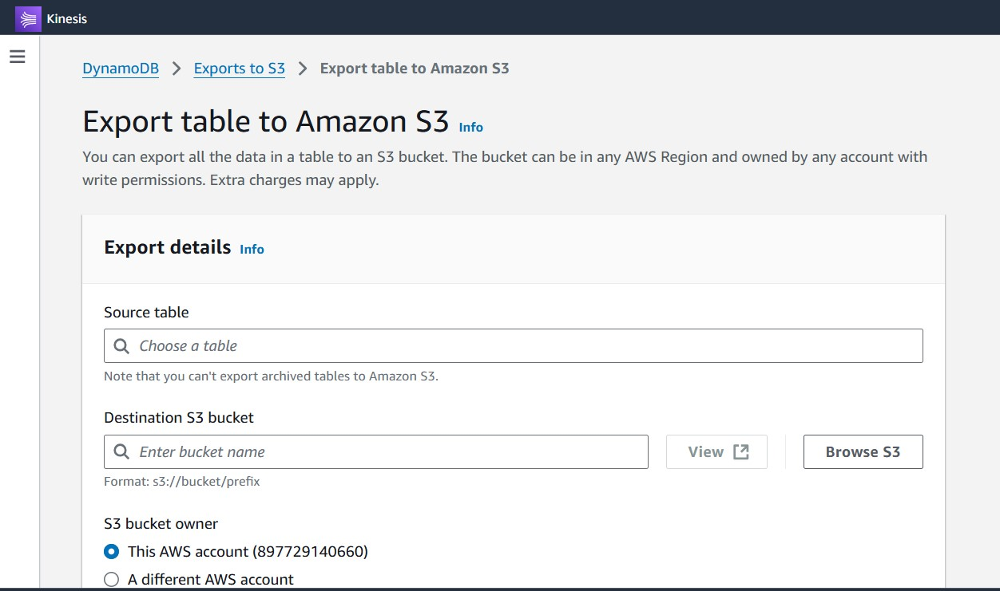 Kinesis
DynamoDB > Exports to S3 > Export table to Amazon S3
Export table to Amazon S3 Info
You can export all the data in a table to an S3 bucket. The bucket can be in any AWS Region and owned by any account with
write permissions. Extra charges may apply.
Export details Info
Source table
Choose a table
Note that you can't export archived tables to Amazon S3.
Destination S3 bucket
Enter bucket name
View
Browse S3
Format: s3://bucket/prefix
S3 bucket owner
This AWS account (897729140660)
A different AWS account